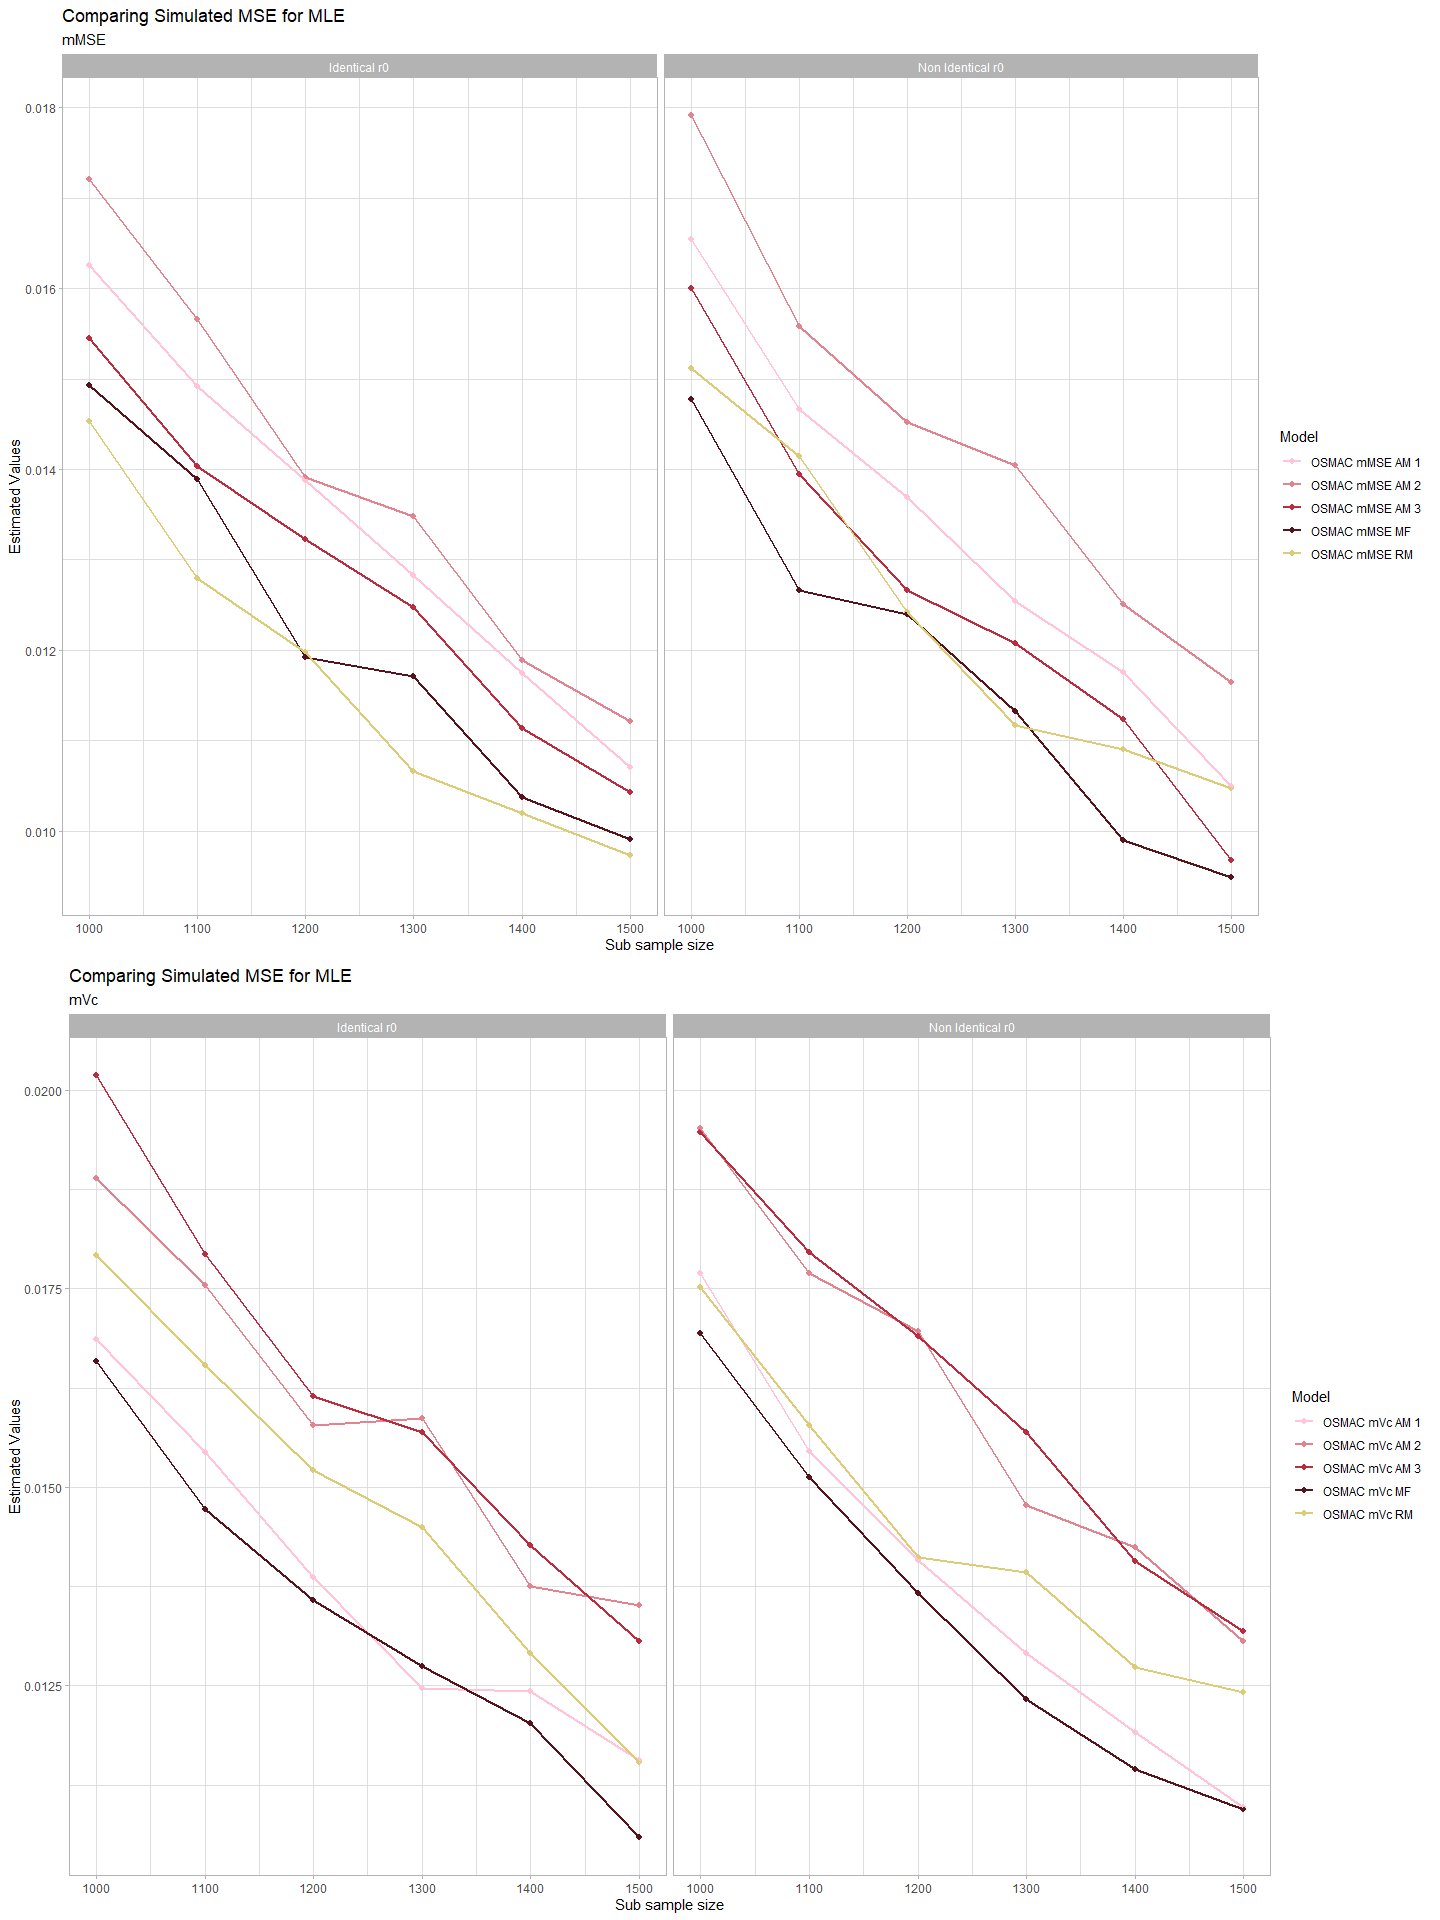 Comparing Simulated MSE for MLE
mMSE
Identical r0
Non Identical r0
0.018
0.016
0.014
0.012
0.010
Estimated Values
1000 1100 1200 1300 1400 1500
1000 1100 1200 1300 1400 1500
Sub sample size
Model
OSMAC mMSE AM 1
OSMAC mMSE AM 2
OSMAC mMSE AM 3
OSMAC mMSE MF
OSMAC mMSE RM
Comparing Simulated MSE for MLE
mVc
Identical r0
Non Identical r0
0.0200
0.0175
0.0150
0.0125
Estimated Values
1000 1100 1200 1300 1400 1500
1000 1100 1200 1300 1400 1500
Sub sample size
Model
OSMAC mVc AM 1
OSMAC mVc AM 2
OSMAC mVc AM 3
OSMAC mVc MF
OSMAC mVc RM